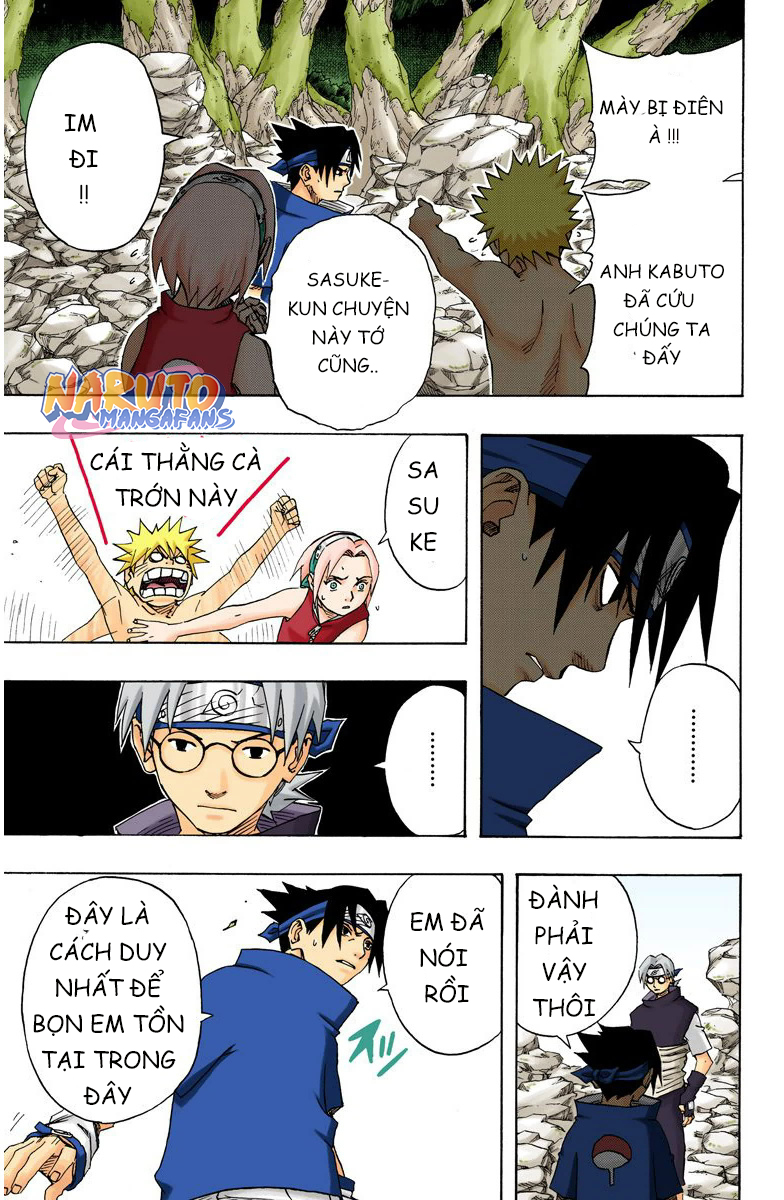 MÀY BỊ ĐIÊN
À !!!
ANH KABUTO
ĐÃ CỨU
CHÚNG TA
ĐẤY
SASUKE-
KUN CHUYỆN
NÀY TỚ
CŨNG..
IM
ĐI
!!
NARUTO
MANGAFANS
SA
SU
KE
CÁI THẰNG CÀ
TRỚN NÀY
..........
..........
ĐÀNH
PHẢI
VẬY
THÔI
EM ĐÃ
NÓI
RỒI
ズッ
ĐÂY LÀ
CÁCH DUY
NHẤT ĐỂ
BỌN EM TỒN
TẠI TRONG
ĐÂY